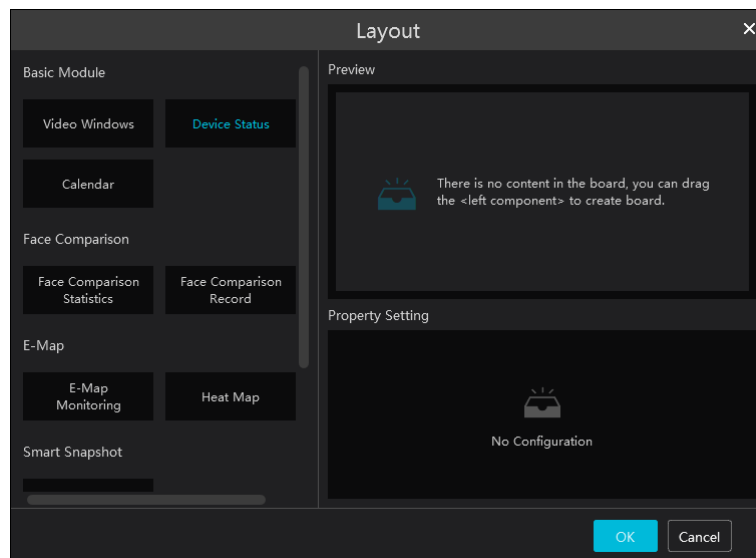 Layout
Basic Module
Video Windows
Device Status
Calendar
Face Comparison
Face Comparison
Statistics
Face Comparison
Record
E-Map
E-Map
Monitoring
Heat Map
Smart Snapshot
Preview
There is no content in the board, you can drag
the <left component> to create board.
Property Setting
No Configuration
OK
Cancel